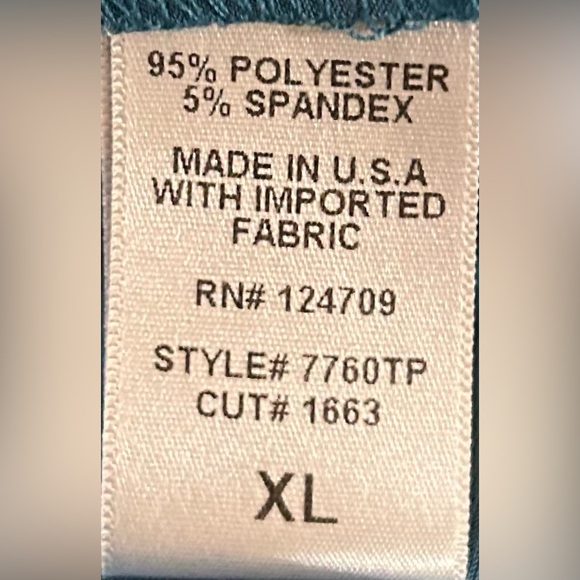 95% POLYESTER
5% SPANDEX
MADE IN U.S.A
WITH IMPORTED
FABRIC
RN# 124709
STYLE# 7760TP
CUT# 1663
XL